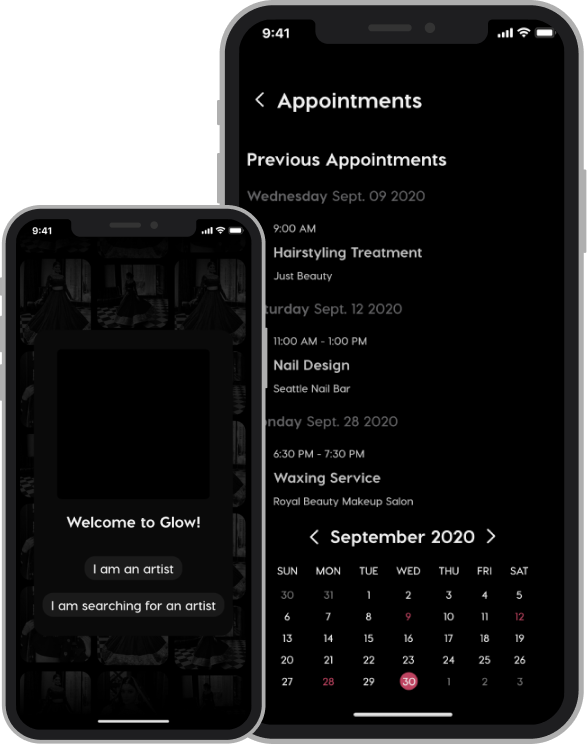 9:41
Appointments
Previous Appointments
Wednesday Sept. 09 2020
9:00 AM
Hairstyling Treatment
Just Beauty
Sept. 12 2020
11:00 AM - 1:00 PM
Nail Design
Seattle Nail Bar
Sept. 28 2020
6:30 PM - 7:30 PM
Waxing Service
Royal Beauty Makeup Salon
September 2020
SUN MON TUE WED THU FRI SAT
30 31 1 2 3 4 5
6 7 8 9 10 11 12
13 14 15 16 17 18 19
20 21 22 23 24 25 26
27 28 29 30 1 2 3
9:41
Welcome to Glow!
I am an artist
I am searching for an artist